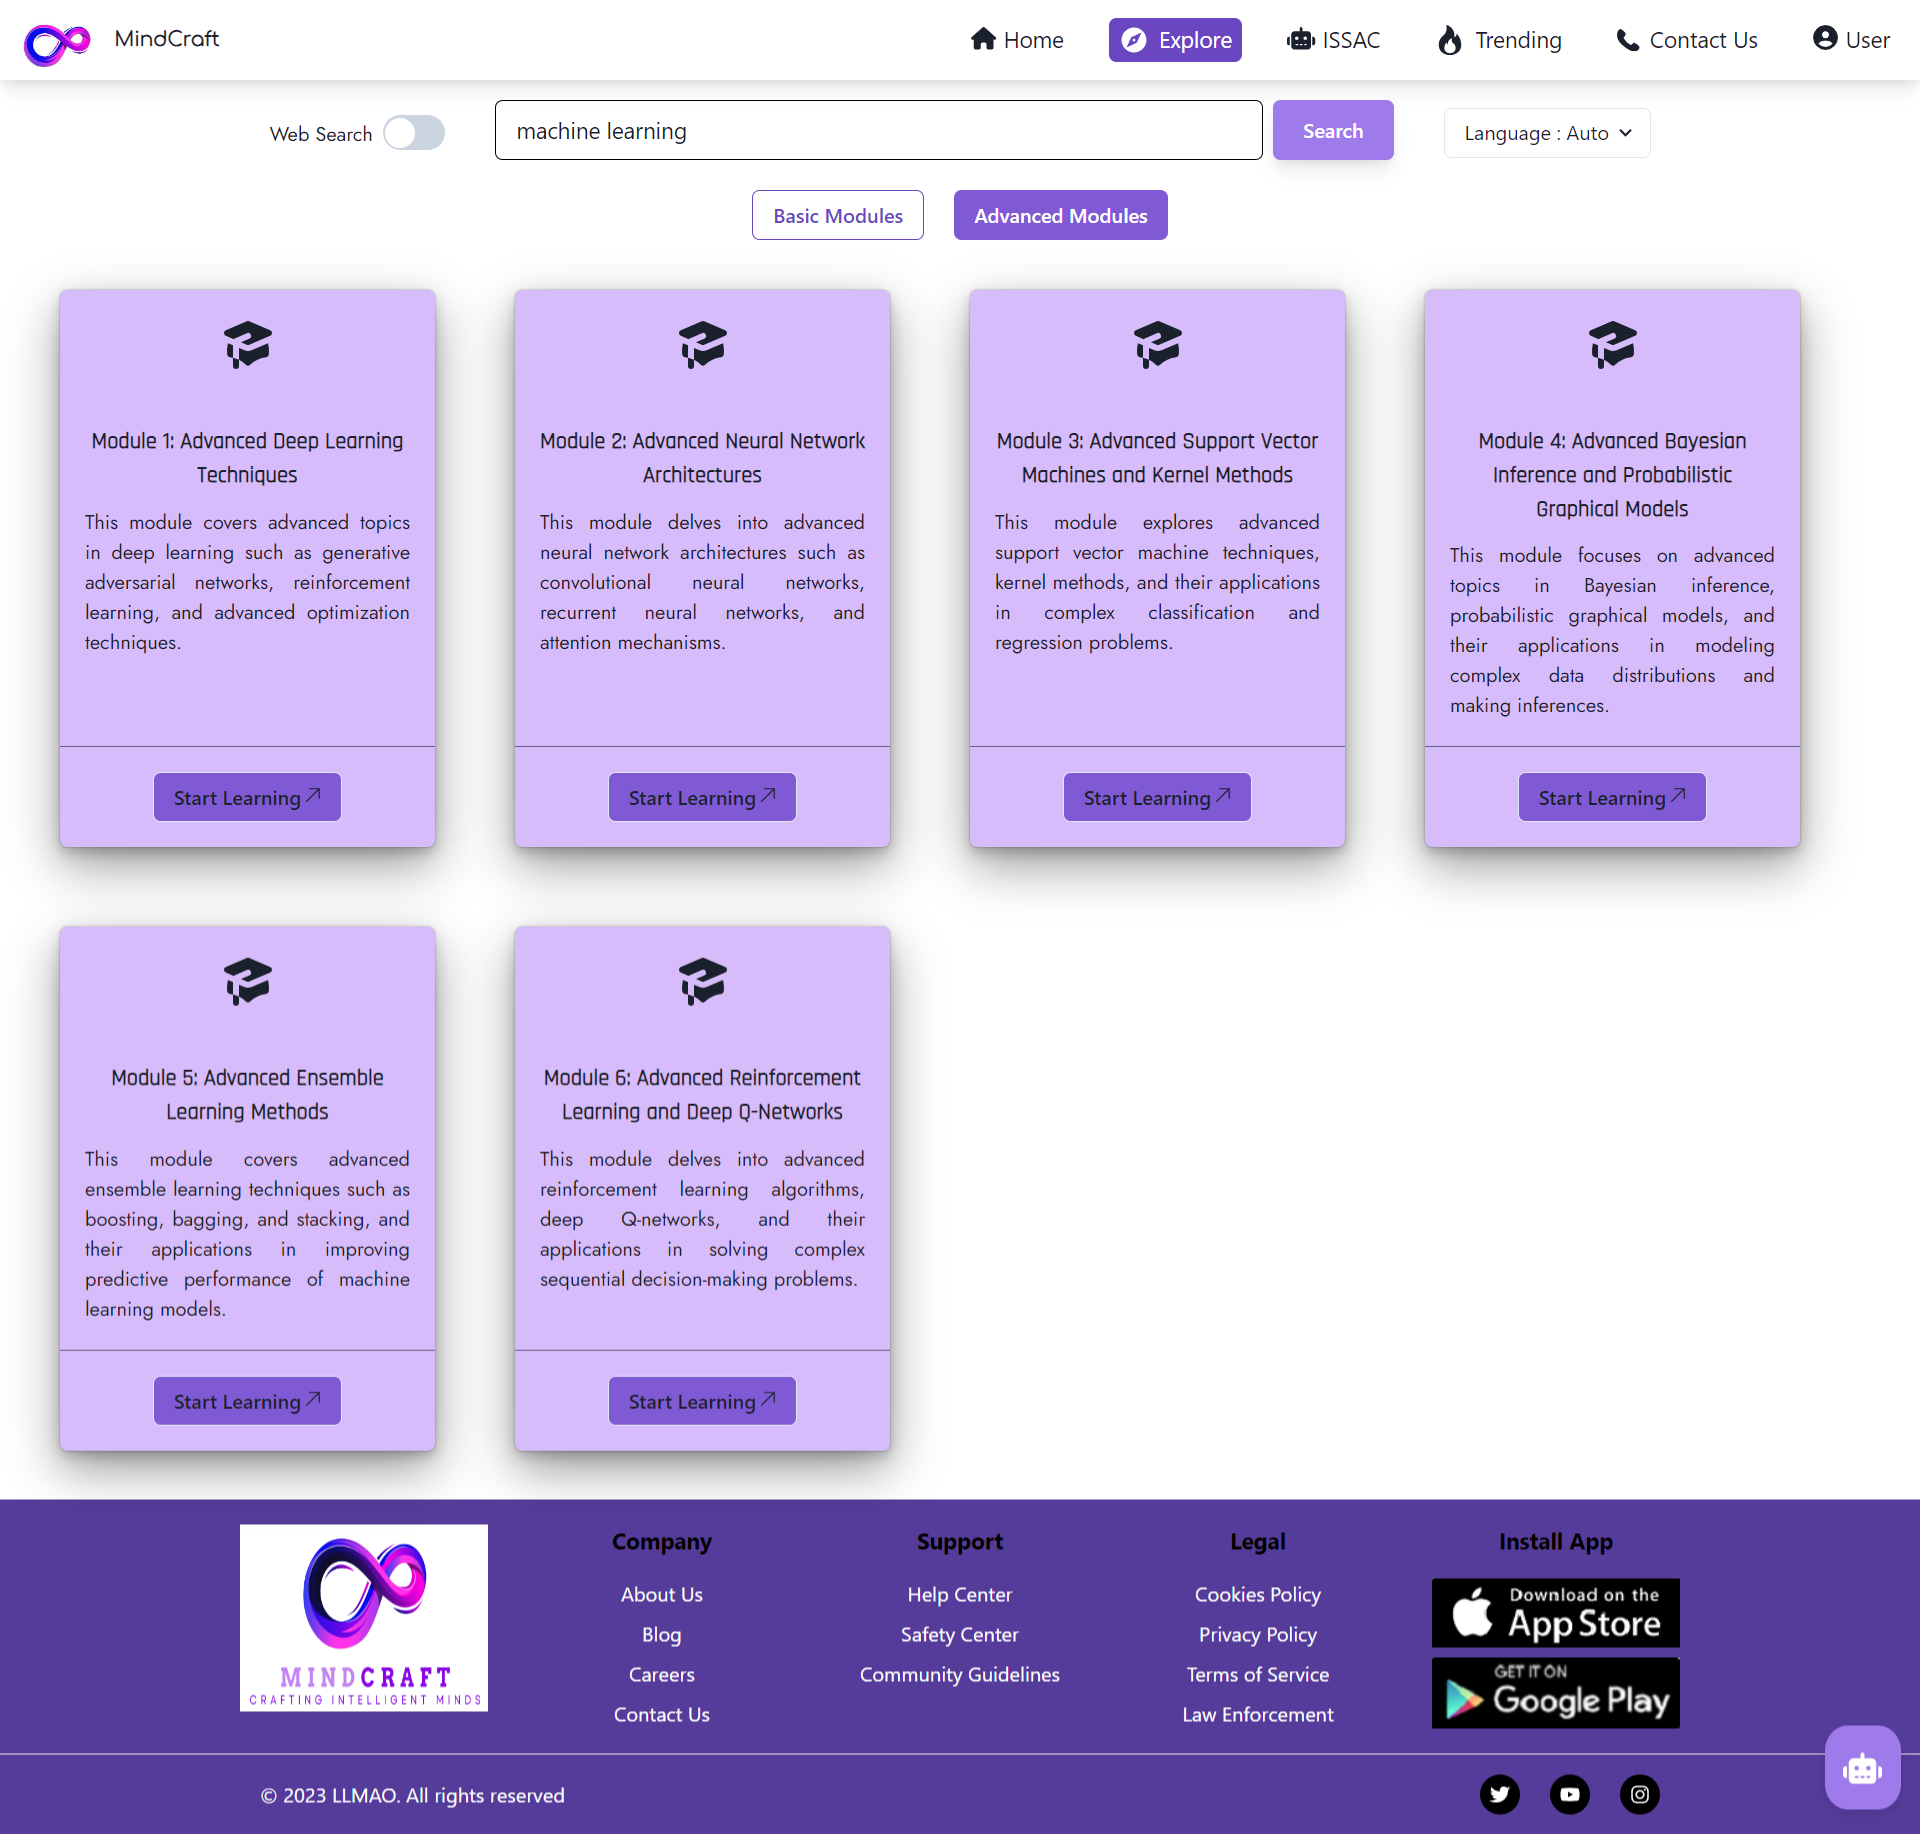 MindCraft
Home
Explore
ISSAC
Trending
Contact Us
User
Web Search
machine learning
Search
Language : Auto
Basic Modules
Advanced Modules
Module 1: Advanced Deep Learning
Techniques
This module covers advanced topics
in deep learning such as generative
adversarial networks, reinforcement
learning, and advanced optimization
techniques.
Start Learning
Module 2: Advanced Neural Network
Architectures
This module delves into advanced
neural network architectures such as
convolutional neural networks,
recurrent neural networks, and
attention mechanisms.
Start Learning
Module 3: Advanced Support Vector
Machines and Kernel Methods
This module explores advanced
support vector machine techniques,
kernel methods, and their applications
in complex classification and
regression problems.
Start Learning
Module 4: Advanced Bayesian
Inference and Probabilistic
Graphical Models
This module focuses on advanced
topics in Bayesian inference,
probabilistic graphical models, and
their applications in modeling
complex data distributions and
making inferences.
Start Learning
Module 5: Advanced Ensemble
Learning Methods
This module covers advanced
ensemble learning techniques such as
boosting, bagging, and stacking, and
their applications in improving
predictive performance of machine
learning models.
Start Learning
Module 6: Advanced Reinforcement
Learning and Deep Q-Networks
This module delves into advanced
reinforcement learning algorithms,
deep Q-networks, and their
applications in solving complex
sequential decision-making problems.
Start Learning
MINDCRAFT
CRAFTING INTELLIGENT MINDS
Company
About Us
Blog
Careers
Contact Us
Support
Help Center
Safety Center
Community Guidelines
Legal
Cookies Policy
Privacy Policy
Terms of Service
Law Enforcement
Install App
Download on the
App Store
GET IT ON
Google Play
© 2023 LLMAO. All rights reserved